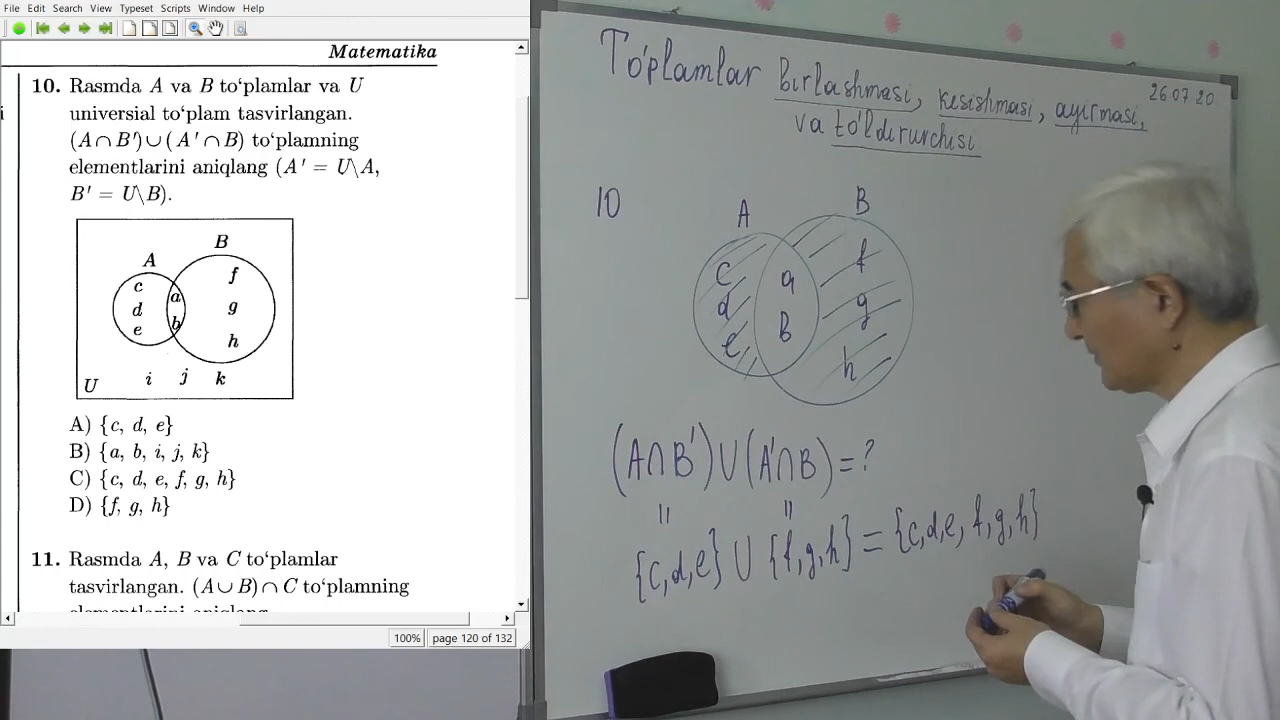 File Edit Search View Typeset Scripts Window Help
Matematika
10. Rasmda A va B to‘plamlar va U
universial to‘plam tasvirlangan.
(A∩B′)∪(A′∩B) to‘plamning
elementlarini aniqlang (A′ = U\A,
B′ = U\B).
A
B
c
d
e
a
b
f
g
h
U
i j k
A) {c, d, e}
B) {a, b, i, j, k}
C) {c, d, e, f, g, h}
D) {f, g, h}
11. Rasmda A, B va C to‘plamlar
tasvirlangan. (A∪B)∩C to‘plamning
elementlarini aniqlang
100% page 120 of 132
To'plamlar birlashmasi, kesishmasi, ayirmasi,
va to'ldiruvchisi
26.07.20
10
A
B
c
d
e
a
B
f
g
h
(A∩B′)∪(A′∩B)=?
{c,d,e} ∪ {f,g,h} = {c,d,e,f,g,h}